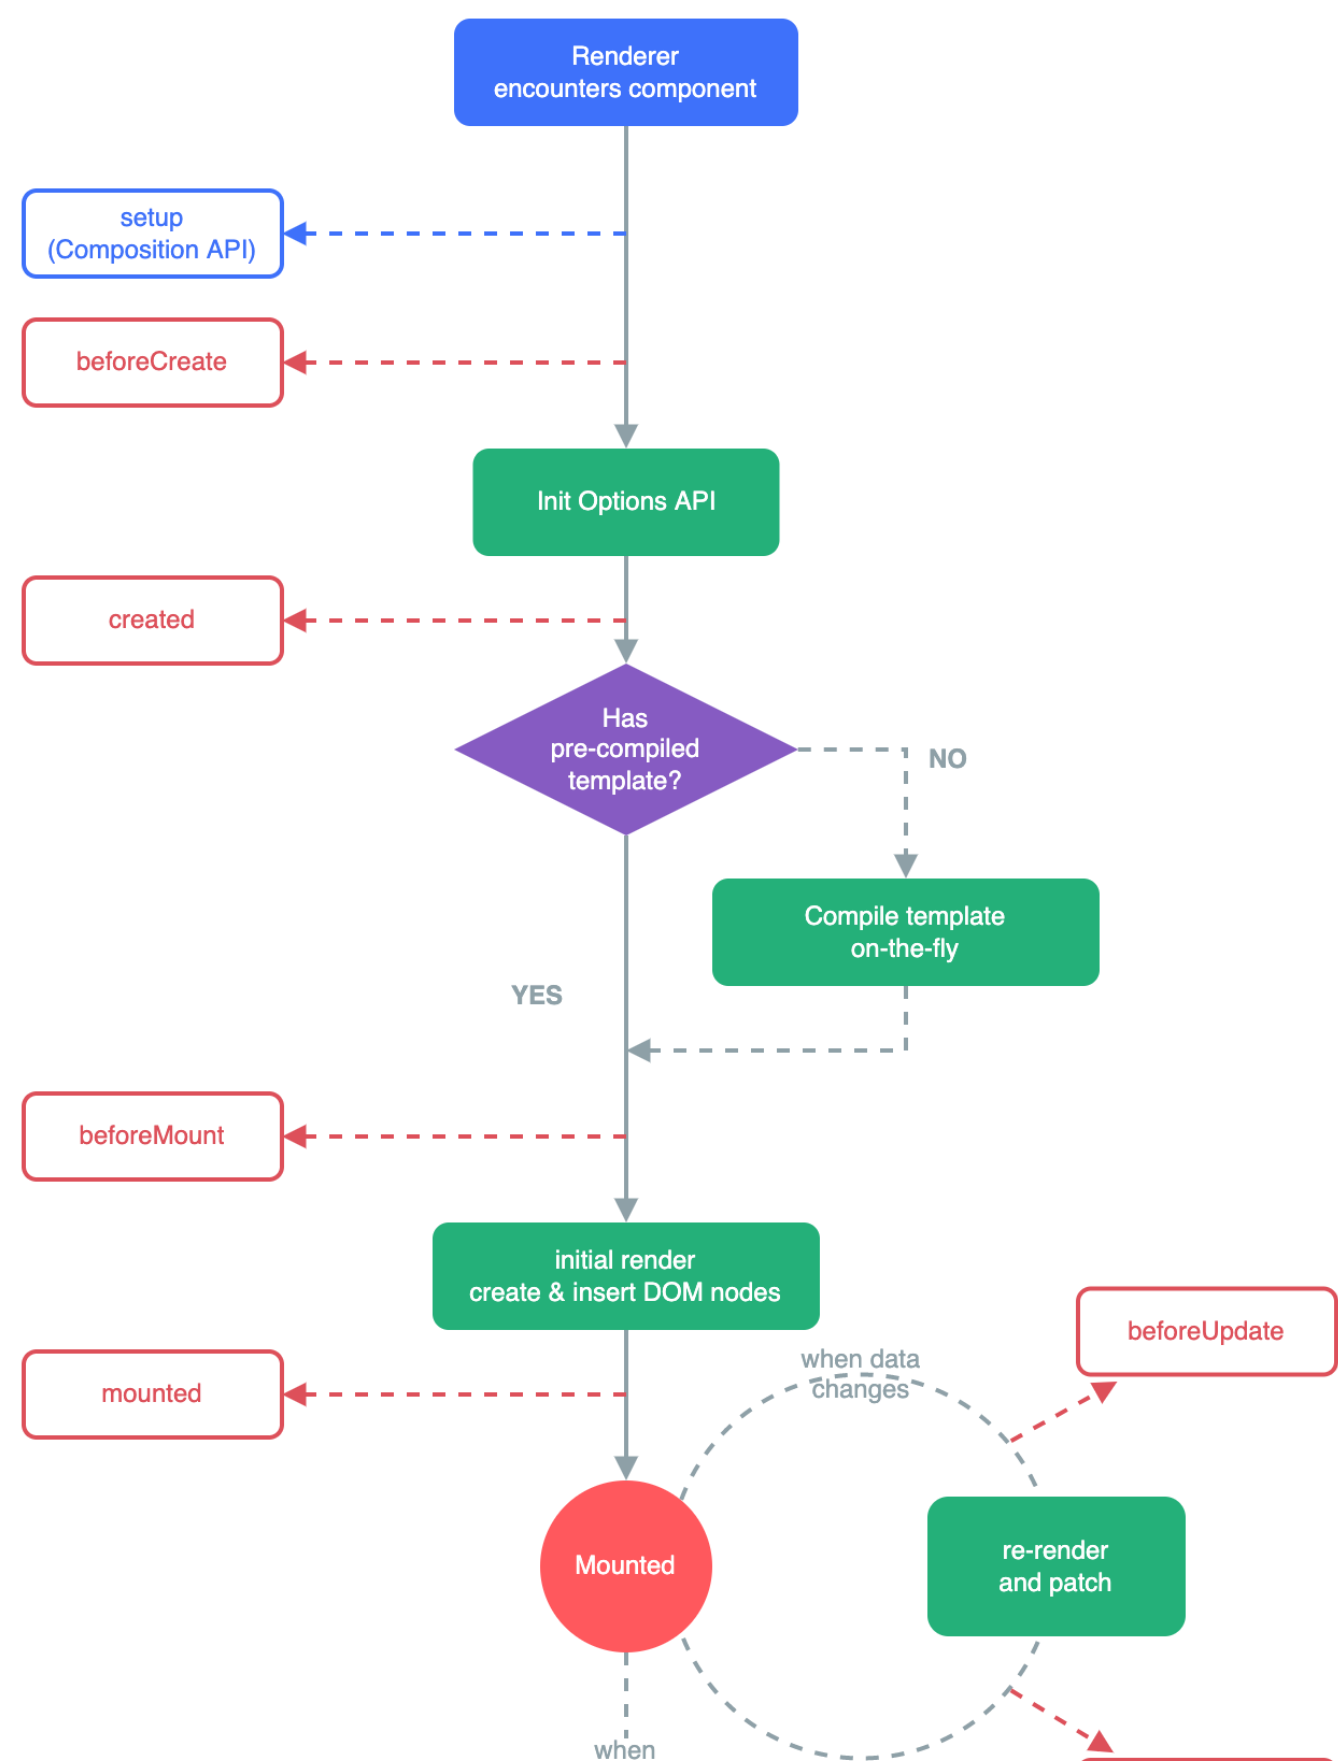 Renderer
encounters component
setup
(Composition API)
beforeCreate
Init Options API
created
Has
pre-compiled
template?
NO
Compile template
on-the-fly
YES
beforeMount
initial render
create & insert DOM nodes
beforeUpdate
when data
changes
mounted
Mounted
re-render
and patch
when